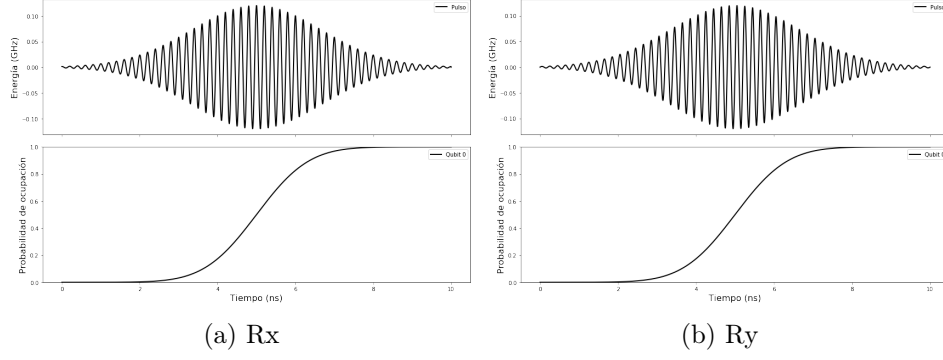 Pulso
Energía (GHz)
0.10
0.05
0.00
−0.05
−0.10
Qubit 0
Probabilidad de ocupación
1.0
0.8
0.6
0.4
0.2
0.0
0 2 4 6 8 10
Tiempo (ns)
(a) Rx
Pulso
Energía (GHz)
0.10
0.05
0.00
−0.05
−0.10
Qubit 0
Probabilidad de ocupación
1.0
0.8
0.6
0.4
0.2
0.0
0 2 4 6 8 10
Tiempo (ns)
(b) Ry